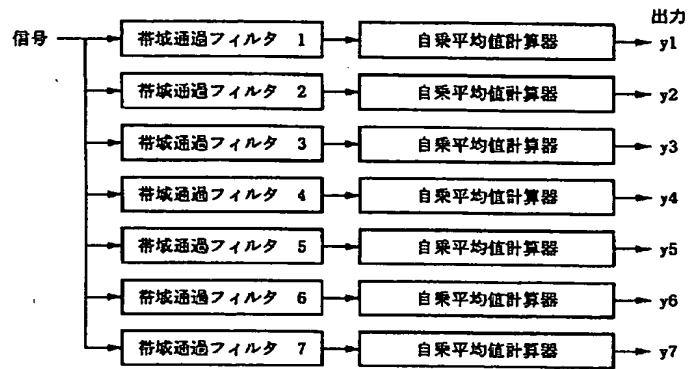 出力
信号 帯域通過フィルタ 1 自乗平均値計算器 y1
帯域通過フィルタ 2 自乗平均値計算器 y2
帯域通過フィルタ 3 自乗平均値計算器 y3
帯域通過フィルタ 4 自乗平均値計算器 y4
帯域通過フィルタ 5 自乗平均値計算器 y5
帯域通過フィルタ 6 自乗平均値計算器 y6
帯域通過フィルタ 7 自乗平均値計算器 y7